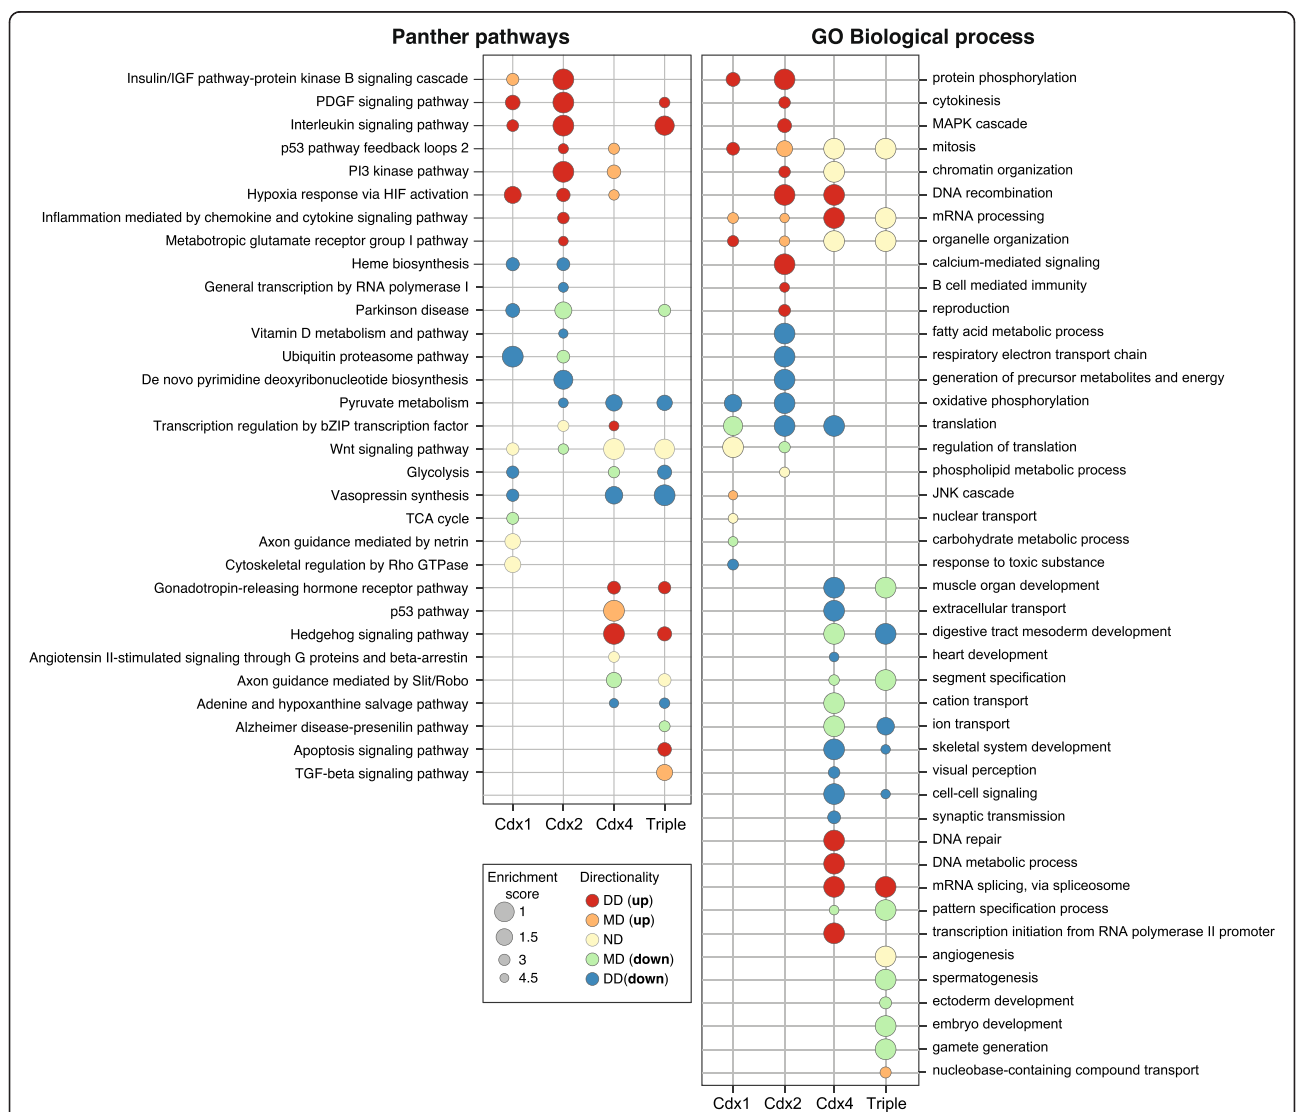 Panther pathways
GO Biological process
Insulin/IGF pathway-protein kinase B signaling cascade
PDGF signaling pathway
Interleukin signaling pathway
p53 pathway feedback loops 2
PI3 kinase pathway
Hypoxia response via HIF activation
Inflammation mediated by chemokine and cytokine signaling pathway
Metabotropic glutamate receptor group I pathway
Heme biosynthesis
General transcription by RNA polymerase I
Parkinson disease
Vitamin D metabolism and pathway
Ubiquitin proteasome pathway
De novo pyrimidine deoxyribonucleotide biosynthesis
Pyruvate metabolism
Transcription regulation by bZIP transcription factor
Wnt signaling pathway
Glycolysis
Vasopressin synthesis
TCA cycle
Axon guidance mediated by netrin
Cytoskeletal regulation by Rho GTPase
Gonadotropin-releasing hormone receptor pathway
p53 pathway
Hedgehog signaling pathway
Angiotensin II-stimulated signaling through G proteins and beta-arrestin
Axon guidance mediated by Slit/Robo
Adenine and hypoxanthine salvage pathway
Alzheimer disease-presenilin pathway
Apoptosis signaling pathway
TGF-beta signaling pathway
Cdx1 Cdx2 Cdx4 Triple
Enrichment score
1
1.5
3
4.5
Directionality
DD (up)
MD (up)
ND
MD (down)
DD(down)
protein phosphorylation
cytokinesis
MAPK cascade
mitosis
chromatin organization
DNA recombination
mRNA processing
organelle organization
calcium-mediated signaling
B cell mediated immunity
reproduction
fatty acid metabolic process
respiratory electron transport chain
generation of precursor metabolites and energy
oxidative phosphorylation
translation
regulation of translation
phospholipid metabolic process
JNK cascade
nuclear transport
carbohydrate metabolic process
response to toxic substance
muscle organ development
extracellular transport
digestive tract mesoderm development
heart development
segment specification
cation transport
ion transport
skeletal system development
visual perception
cell-cell signaling
synaptic transmission
DNA repair
DNA metabolic process
mRNA splicing, via spliceosome
pattern specification process
transcription initiation from RNA polymerase II promoter
angiogenesis
spermatogenesis
ectoderm development
embryo development
gamete generation
nucleobase-containing compound transport
Cdx1 Cdx2 Cdx4 Triple